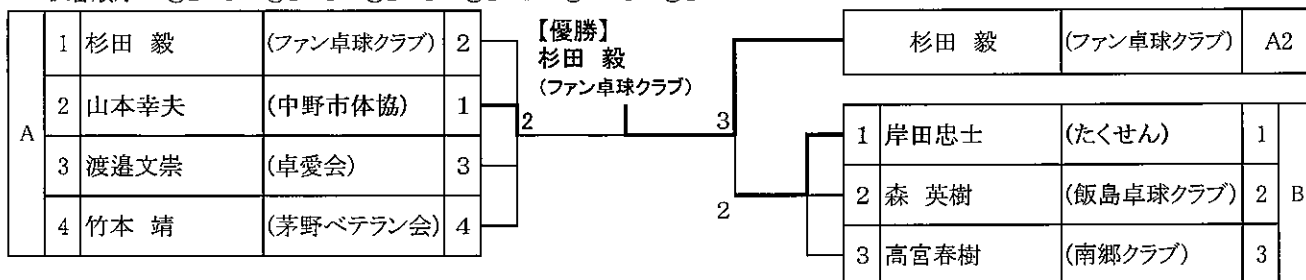 【優勝】
杉田 毅
(ファン卓球クラブ)
A
1 杉田 毅 (ファン卓球クラブ) 2
2 山本幸夫 (中野市体協) 1
3 渡邉文崇 (卓愛会) 3
4 竹本 靖 (茅野ベテラン会) 4
2
3
2
杉田 毅 (ファン卓球クラブ) A2
1 岸田忠士 (たくせん) 1
2 森 英樹 (飯島卓球クラブ) 2
3 高宮春樹 (南郷クラブ) 3
B